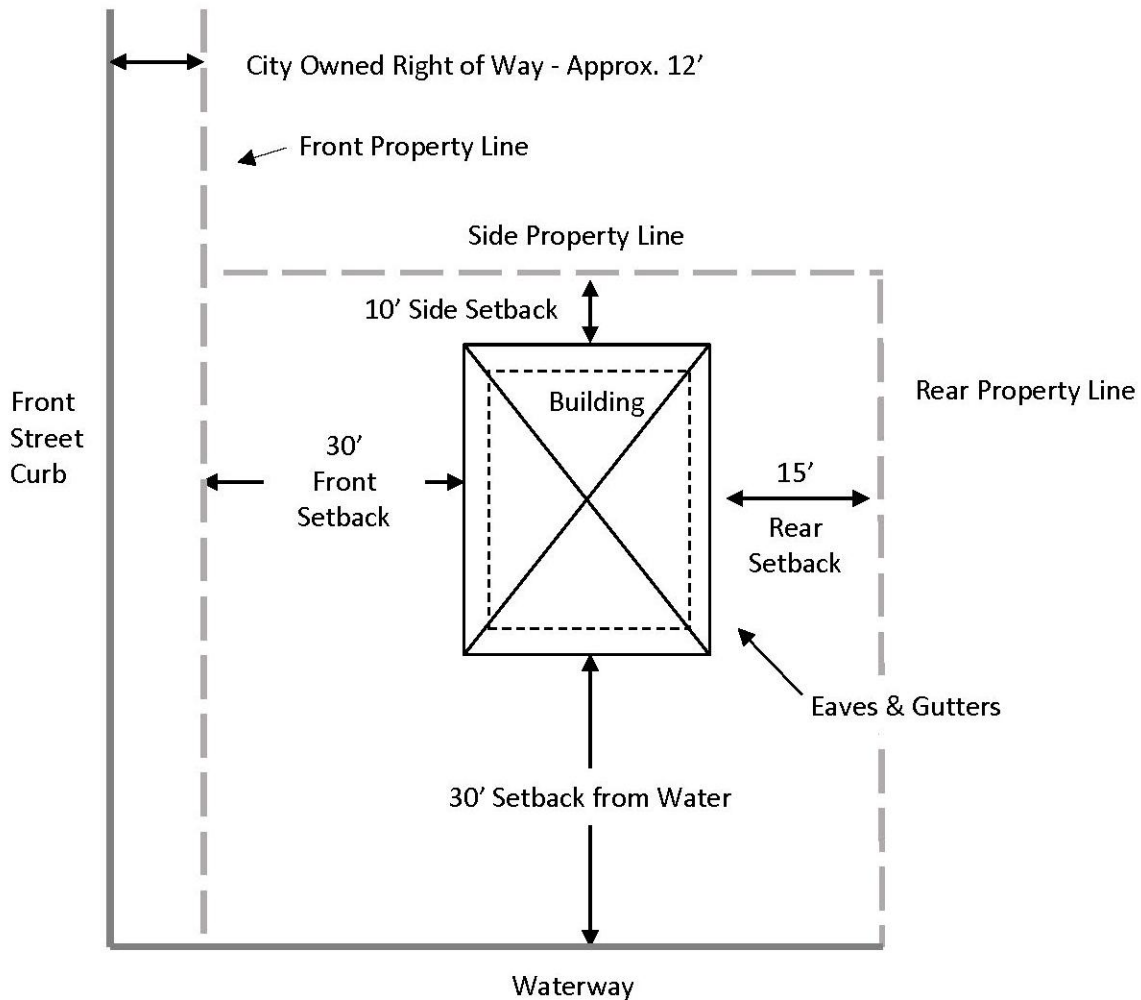 City Owned Right of Way - Approx. 12’
Front Property Line
Side Property Line
10’ Side Setback
Building
Rear Property Line
Front
Street
Curb
30’
Front
Setback
15’
Rear
Setback
Eaves & Gutters
30’ Setback from Water
Waterway